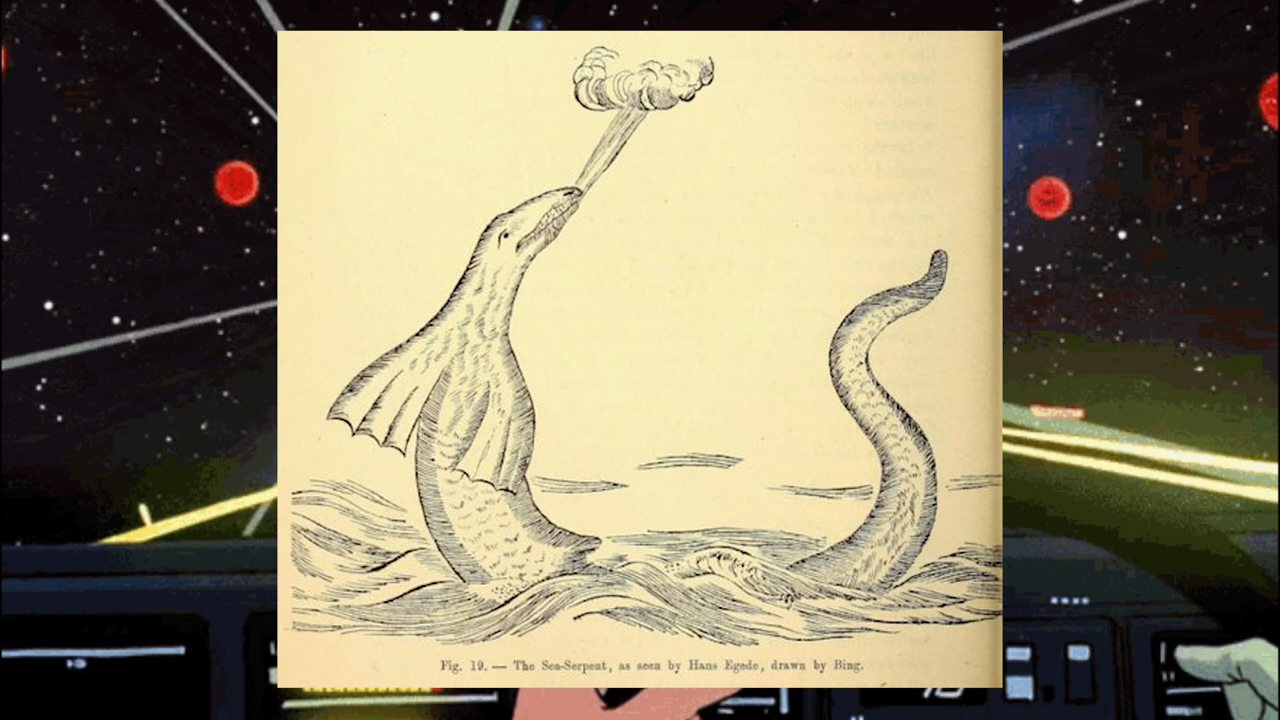 Fig. 19. — The Sea-Serpent, as seen by Hans Egede, drawn by Bing.